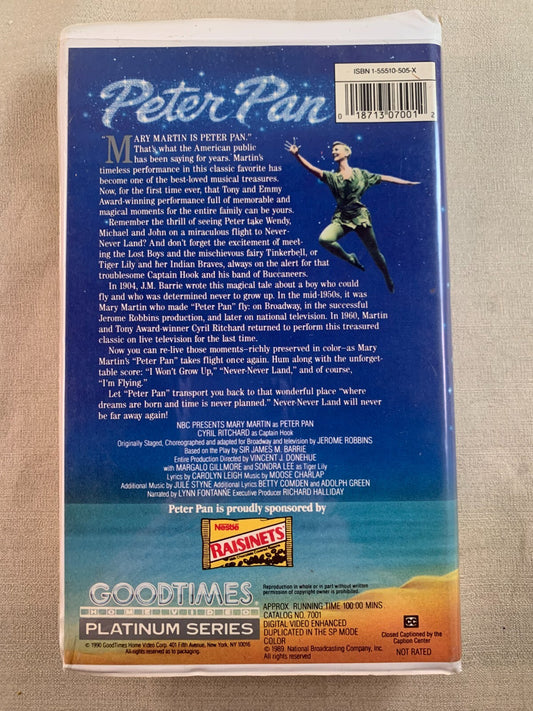 ISBN 1-55510-505-X
0 18713 07001 2
Peter Pan
"MARY MARTIN IS PETER PAN."
That's what the American public
has been saying for years. Martin's
timeless performance in this classic favorite has
become one of the best-loved musical treasures.
Now, for the first time ever, that Tony and Emmy
Award-winning performance full of memorable and
magical moments for the entire family can be yours.
Remember the thrill of seeing Peter take Wendy,
Michael and John on a miraculous flight to Never-
Never Land? And don't forget the excitement of meet-
ing the Lost Boys and the mischievous fairy Tinkerbell, or
Tiger Lily and her Indian Braves, always on the alert for that
troublesome Captain Hook and his band of Buccaneers.
In 1904, J.M. Barrie wrote this magical tale about a boy who could
fly and who was determined never to grow up. In the mid-1950s, it was
Mary Martin who made "Peter Pan" fly: on Broadway, in the successful
Jerome Robbins production, and later on national television. In 1960, Martin
and Tony Award-winner Cyril Ritchard returned to perform this treasured
classic on live television for the last time.
Now you can re-live those moments–richly preserved in color–as Mary
Martin's "Peter Pan" takes flight once again. Hum along with the unforget-
table score: "I Won't Grow Up," "Never-Never Land," and of course,
"I'm Flying."
Let "Peter Pan" transport you back to that wonderful place "where
dreams are born and time is never planned." Never-Never Land will never
be far away again!
NBC PRESENTS MARY MARTIN as PETER PAN
CYRIL RITCHARD as Captain Hook
Originally Staged, Choreographed and adapted for Broadway and television by JEROME ROBBINS
Based on the Play by SIR JAMES M. BARRIE
Entire Production Directed by VINCENT J. DONEHUE
with MARGALO GILLMORE and SONDRA LEE as Tiger Lily
Lyrics by CAROLYN LEIGH Music by MOOSE CHARLAP
Additional Music by JULE STYNE Additional Lyrics BETTY COMDEN and ADOLPH GREEN
Narrated by LYNN FONTANNE Executive Producer RICHARD HALLIDAY
Peter Pan is proudly sponsored by
Nestlé
RAISINETS
GOODTIMES
HOME VIDEO
PLATINUM SERIES
© 1990 GoodTimes Home Video Corp. 401 Fifth Avenue, New York, N.Y. 10016
All rights reserved as to packaging.
Reproduction in whole or in part without written
permission of copyright owner is prohibited.
APPROX. RUNNING TIME 100:00 MINS
CATALOG NO. 7001
DIGITAL VIDEO ENHANCED
DUPLICATED IN THE SP MODE
COLOR
© 1989. National Broadcasting Company, Inc.
All rights reserved
Closed Captioned by the
Caption Center
NOT RATED